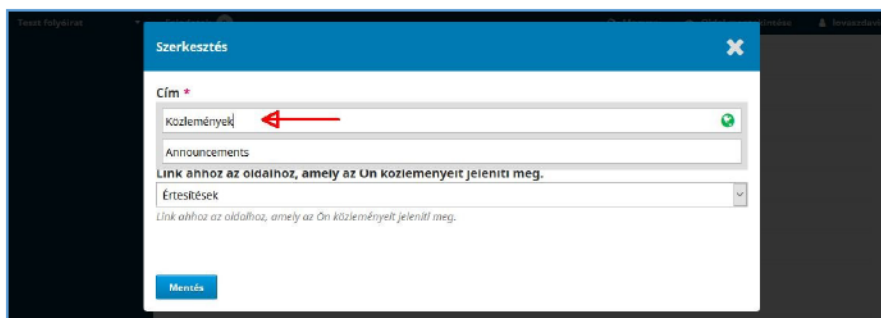 Teszt folyóirat
Szerkesztés
Cím *
Közlemények
Announcements
Link ahhoz az oldalhoz, amely az Ön közleményeit jeleníti meg.
Értesítések
Link ahhoz az oldalhoz, amely az Ön közleményeit jeleníti meg.
Mentés